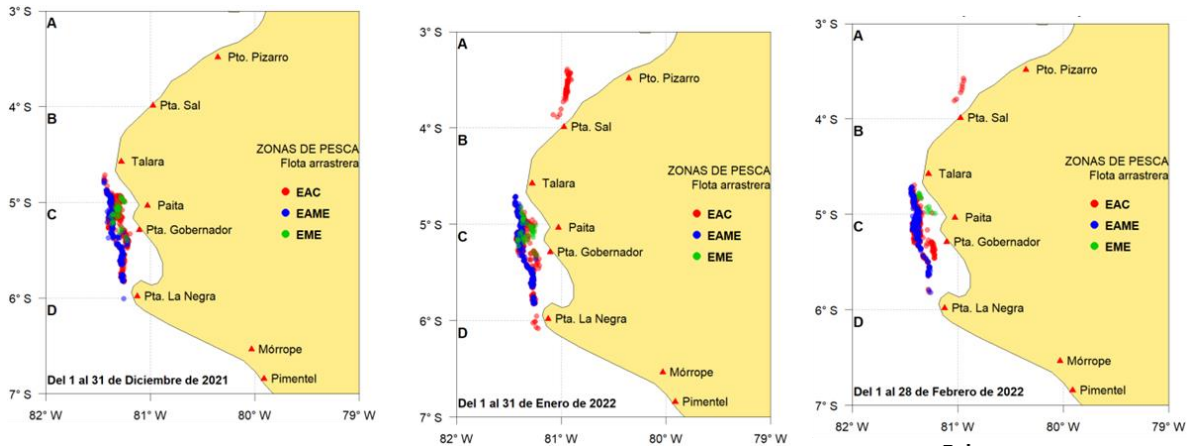 3° S
A
Pto. Pizarro
4° S
Pta. Sal
B
Talara
ZONAS DE PESCA
Flota arrastrera
EAC
EAME
EME
5° S
C
Paita
Pta. Gobernador
6° S
Pta. La Negra
D
Mórrope
Del 1 al 31 de Diciembre de 2021
Pimentel
7° S
82° W
81° W
80° W
79° W
3° S
A
Pto. Pizarro
4° S
Pta. Sal
B
Talara
ZONAS DE PESCA
Flota arrastrera
EAC
EAME
EME
5° S
C
Paita
Pta. Gobernador
6° S
Pta. La Negra
D
Mórrope
Del 1 al 31 de Enero de 2022
Pimentel
7° S
82° W
81° W
80° W
79° W
3° S
A
Pto. Pizarro
4° S
Pta. Sal
B
Talara
ZONAS DE PESCA
Flota arrastrera
EAC
EAME
EME
5° S
C
Paita
Pta. Gobernador
6° S
Pta. La Negra
D
Mórrope
Del 1 al 28 de Febrero de 2022
Pimentel
7° S
82° W
81° W
80° W
79° W